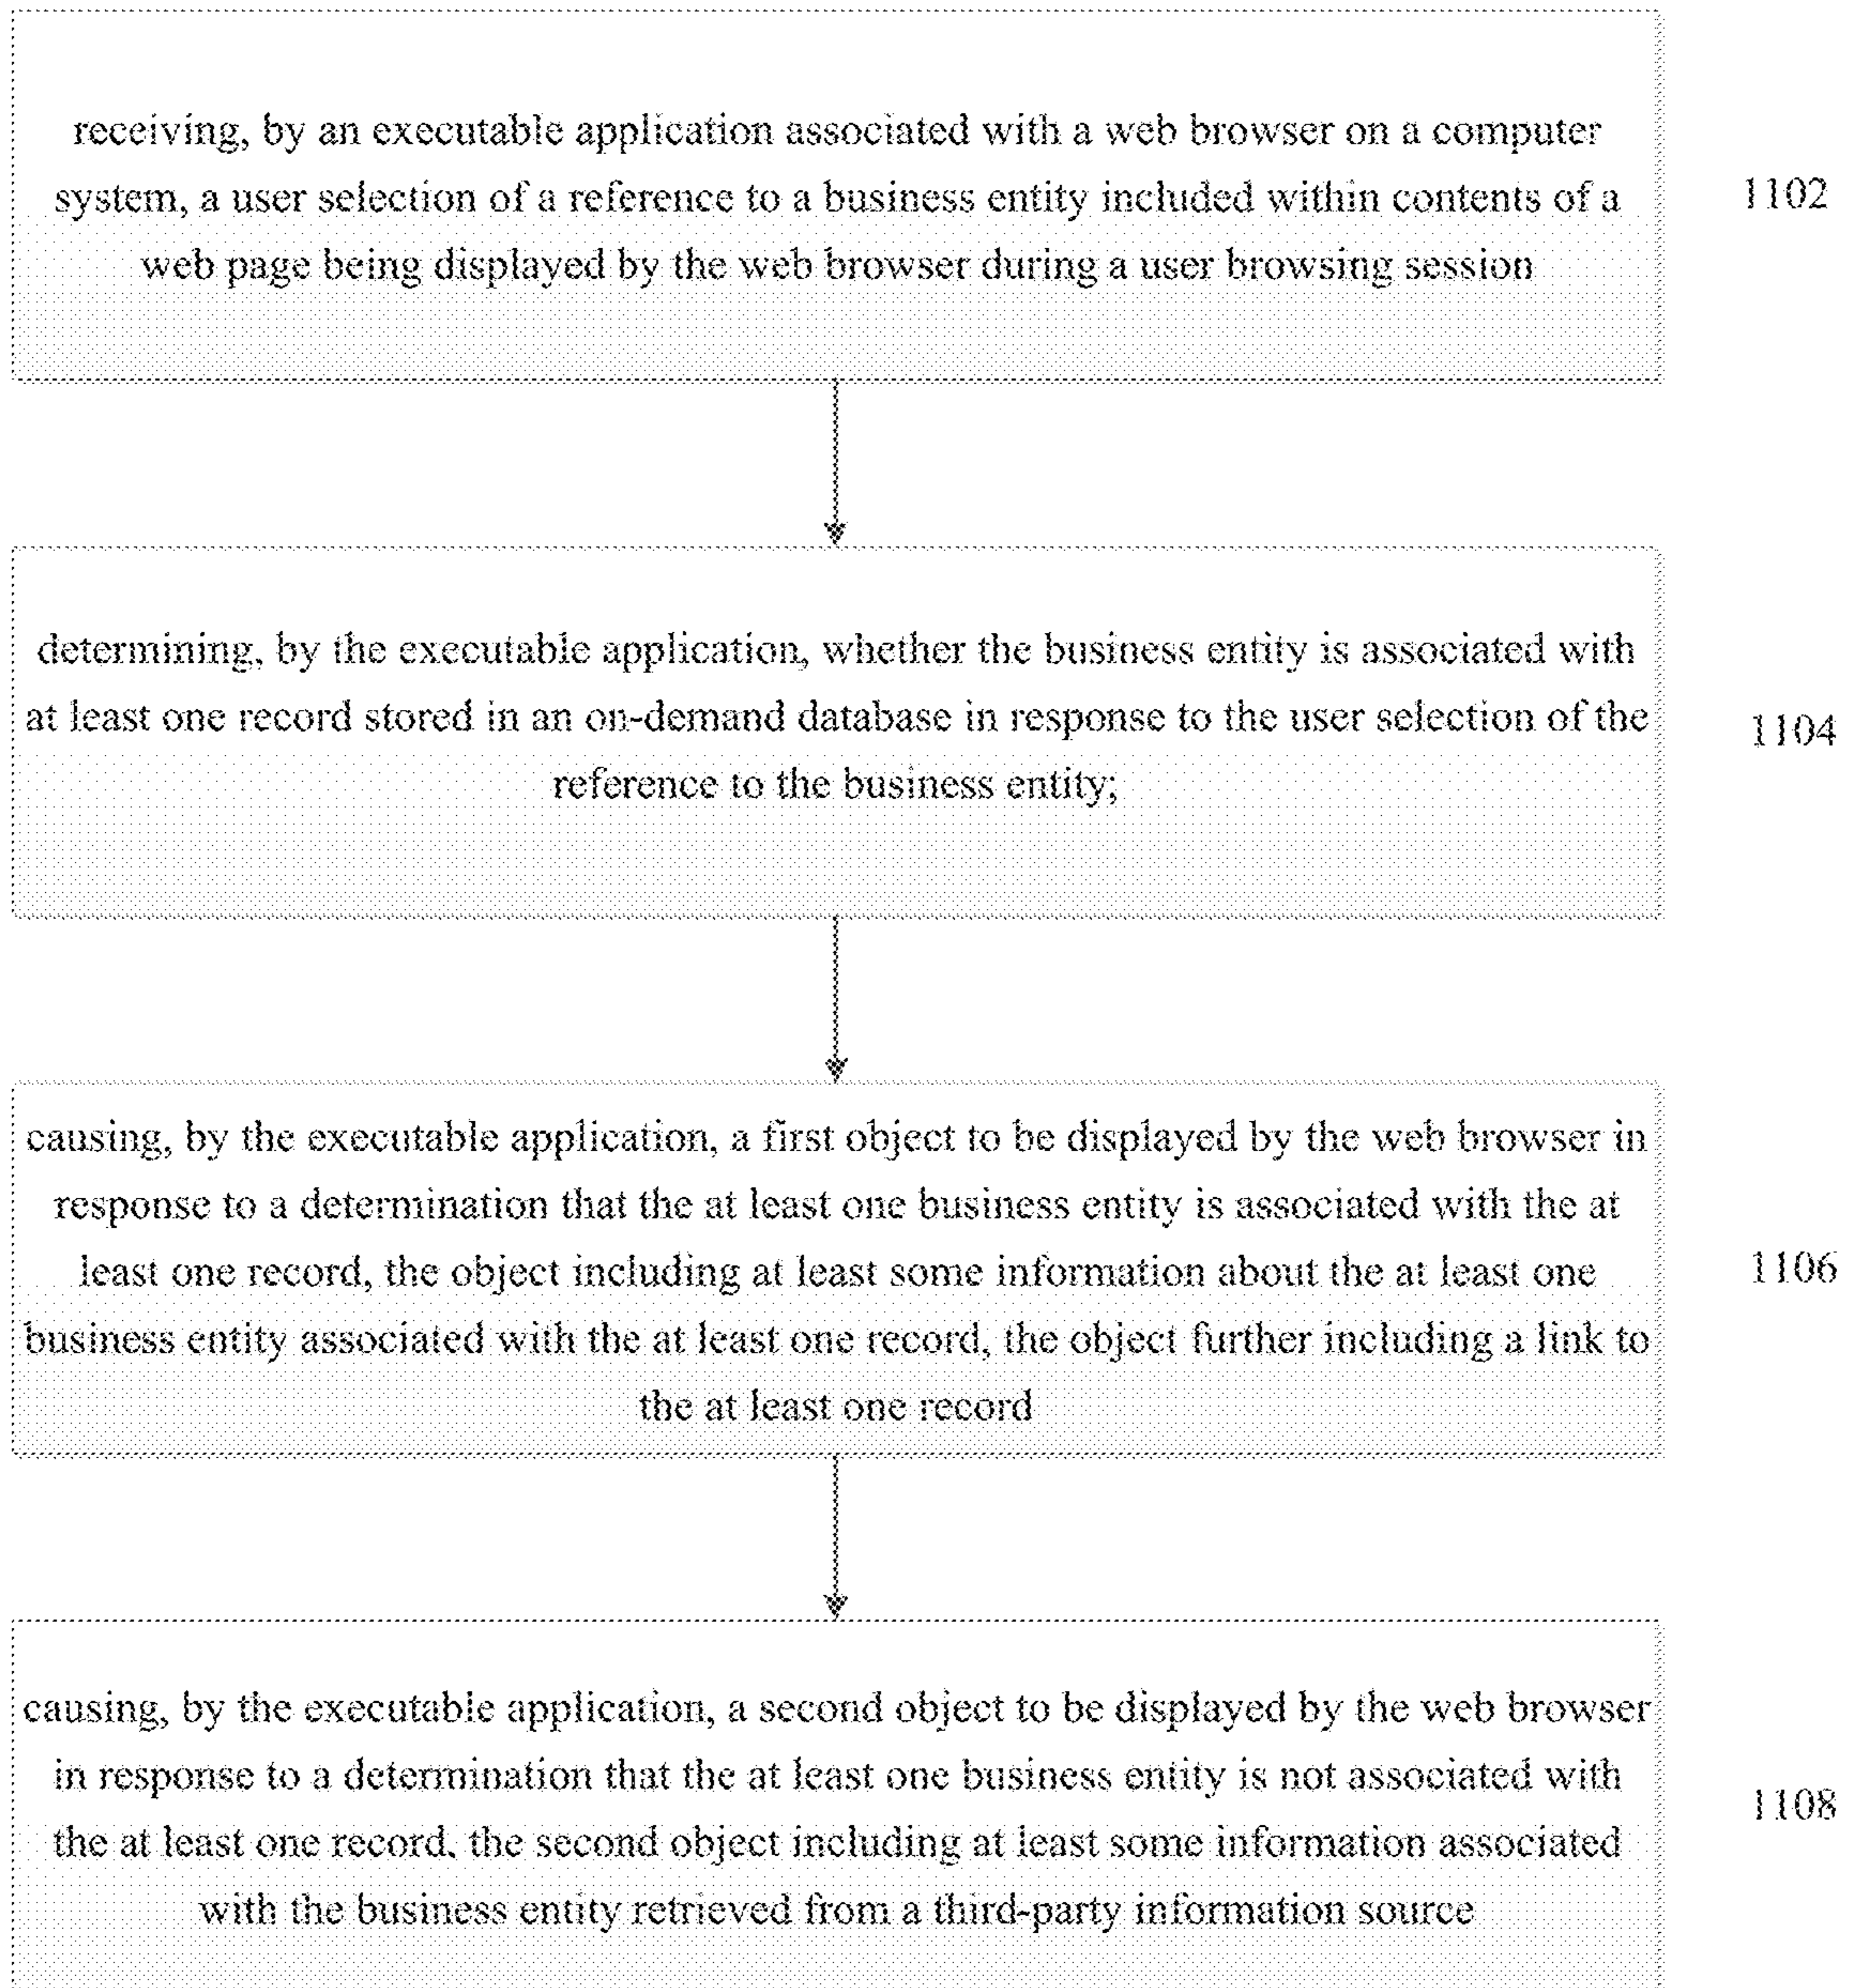 receiving, by an executable application associated with a web browser on a computer
system, a user selection of a reference to a business entity included within contents of a
web page being displayed by the web browser during a user browsing session
1102
determining, by the executable application, whether the business entity is associated with
at least one record stored in an on-demand database in response to the user selection of the
reference to the business entity;
1104
causing, by the executable application, a first object to be displayed by the web browser in
response to a determination that the at least one business entity is associated with the at
least one record, the object including at least some information about the at least one
business entity associated with the at least one record, the object further including a link to
the at least one record
1106
causing, by the executable application, a second object to be displayed by the web browser
in response to a determination that the at least one business entity is not associated with
the at least one record, the second object including at least some information associated
with the business entity retrieved from a third-party information source
1108